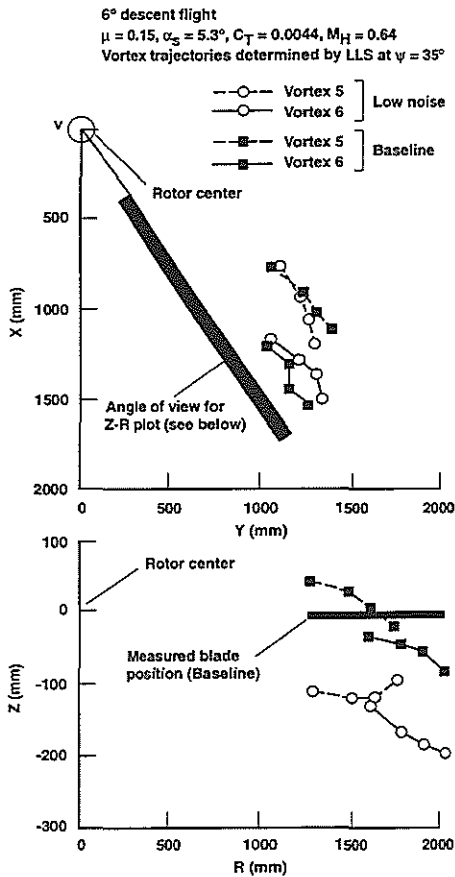 6° descent flight
μ = 0.15, αS = 5.3°, CT = 0.0044, MH = 0.64
Vortex trajectories determined by LLS at ψ = 35°
Vortex 5
Vortex 6
Low noise
Vortex 5
Vortex 6
Baseline
V
Rotor center
500
1000
1500
2000
X (mm)
Angle of view for
Z-R plot (see below)
0
500
1000
1500
2000
Y (mm)
100
0
-100
-200
-300
Z (mm)
Rotor center
Measured blade
position (Baseline)
0
500
1000
1500
2000
R (mm)